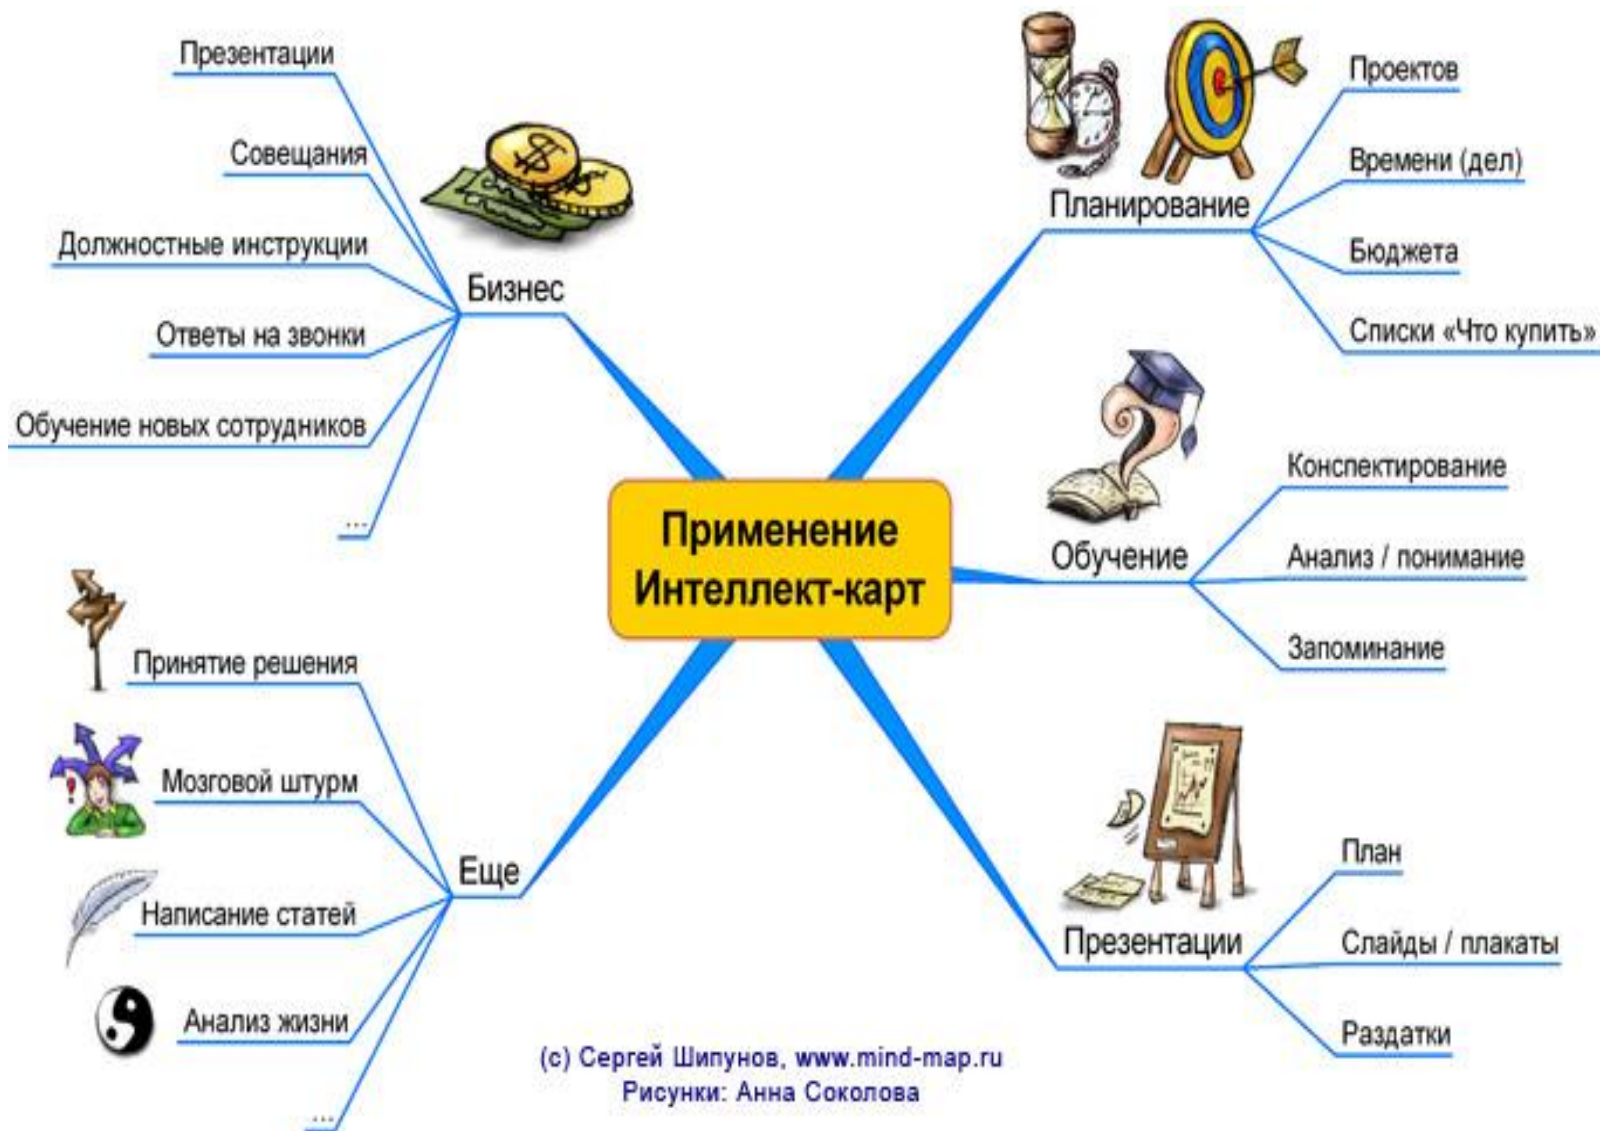 Применение
Интеллект-карт
Планирование
Проектов
Времени (дел)
Бюджета
Списки «Что купить»
Обучение
Конспектирование
Анализ / понимание
Запоминание
Презентации
План
Слайды / плакаты
Раздатки
Бизнес
Презентации
Совещания
Должностные инструкции
Ответы на звонки
Обучение новых сотрудников
...
Еще
Принятие решения
Мозговой штурм
Написание статей
Анализ жизни
...
(с) Сергей Шипунов, www.mind-map.ru
Рисунки: Анна Соколова